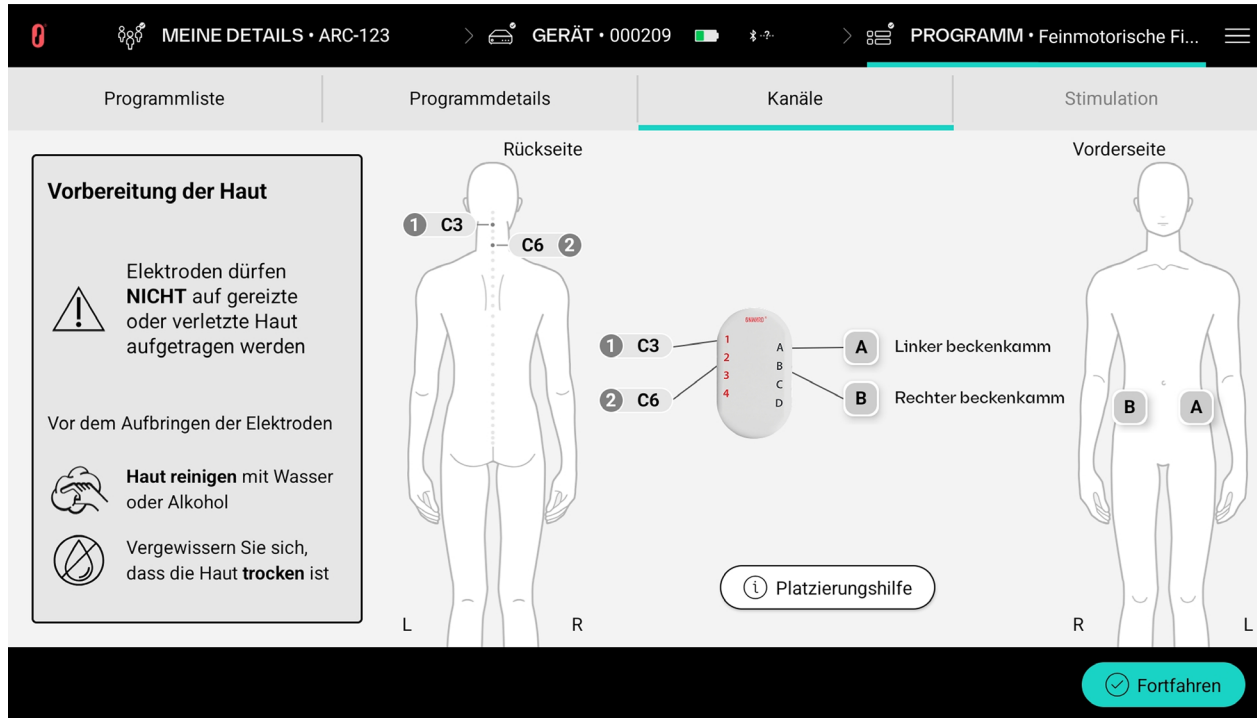 MEINE DETAILS • ARC-123
GERÄT • 000209
-?-
PROGRAMM • Feinmotorische Fi...
Programmliste
Programmdetails
Kanäle
Stimulation
Vorbereitung der Haut
Elektroden dürfen
NICHT auf gereizte
oder verletzte Haut
aufgetragen werden
Vor dem Aufbringen der Elektroden
Haut reinigen mit Wasser
oder Alkohol
Vergewissern Sie sich,
dass die Haut trocken ist
Rückseite
1 C3
C6 2
L
R
1 C3
2 C6
1
2
3
4
A
B
C
D
A Linker beckenkamm
B Rechter beckenkamm
i Platzierungshilfe
Vorderseite
B
A
R
L
Fortfahren